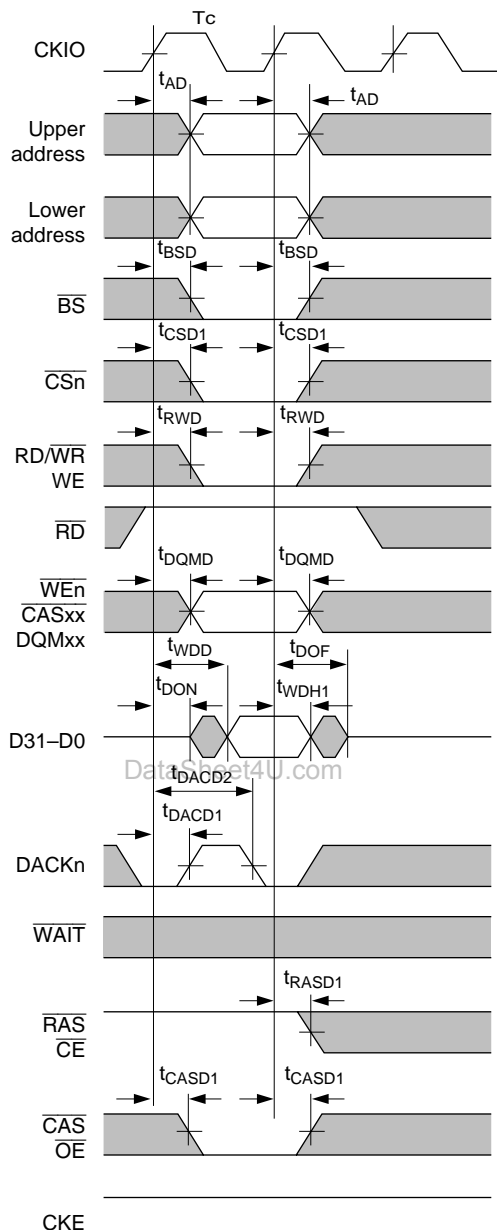 Tc
CKIO
tAD tAD
Upper
address
Lower
address
tBSD tBSD
BS
tCSD1 tCSD1
CSn
tRWD tRWD
RD/WR
WE
RD
tDQMD tDQMD
WEn
CASxx
DQMxx
tWDD tDOF
tDON tWDH1
D31–D0
DataSheet4U.com
tDACD2
tDACD1
DACKn
WAIT
tRASD1
RAS
CE
tCASD1 tCASD1
CAS
OE
CKE